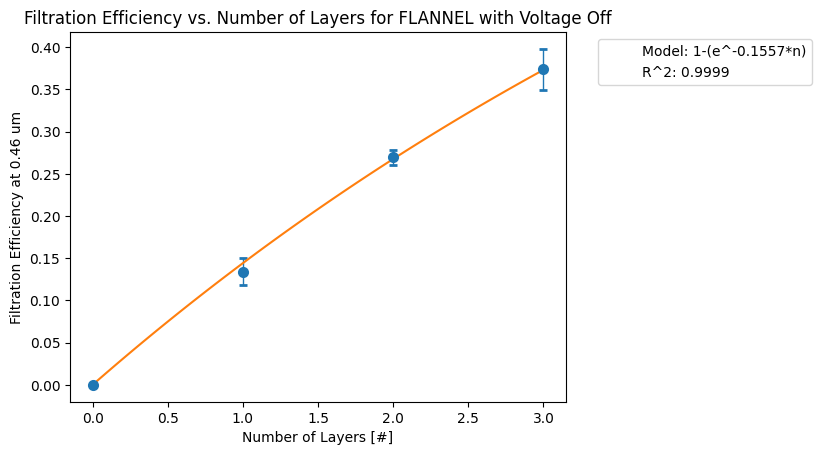 Filtration Efficiency vs. Number of Layers for FLANNEL with Voltage Off
Model: 1-(e^-0.1557*n)
R^2: 0.9999
Filtration Efficiency at 0.46 um
0.40
0.35
0.30
0.25
0.20
0.15
0.10
0.05
0.00
0.0 0.5 1.0 1.5 2.0 2.5 3.0
Number of Layers [#]